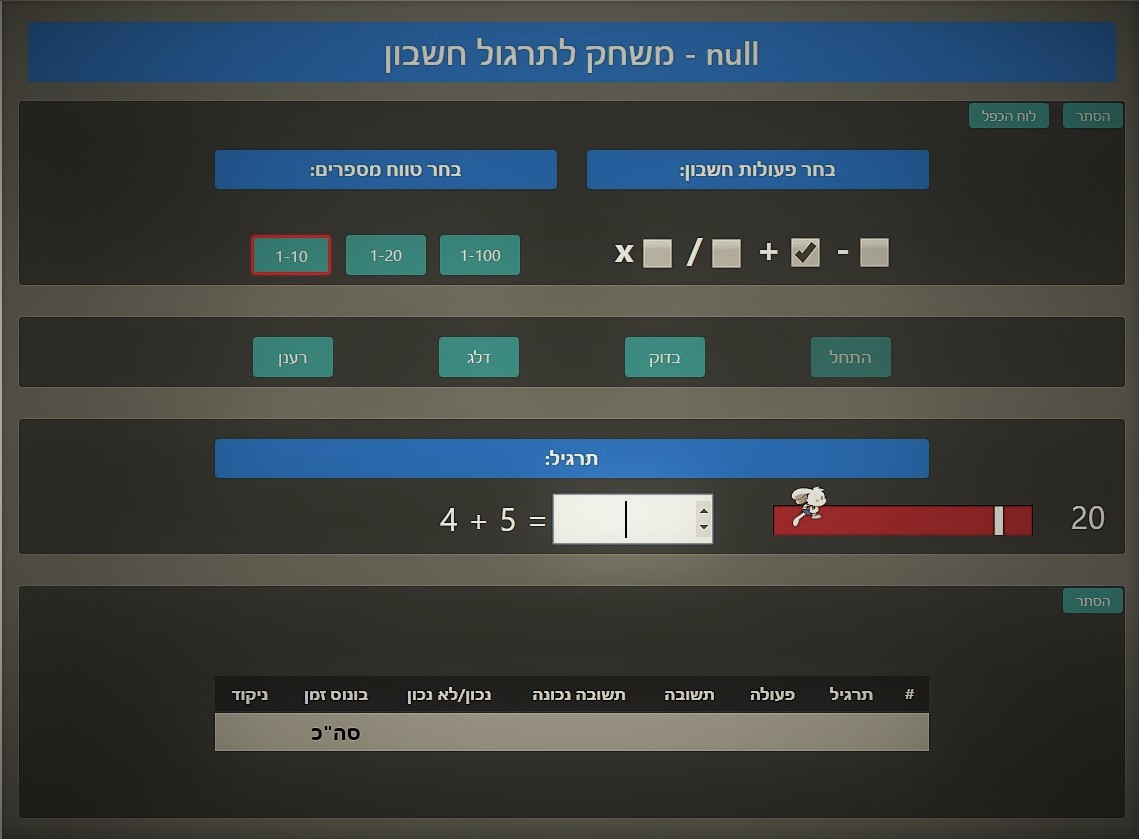 null - משחק לתרגול חשבון
הסתר לוח הכפל
בחר פעולות חשבון: בחר טווח מספרים:
x / + - 1-100 1-20 1-10
התחל בדוק דלג רענן
תרגיל:
4 + 5 =
20
הסתר
# תרגיל פעולה תשובה תשובה נכונה נכון/לא נכון בונוס זמן ניקוד
סה"כ